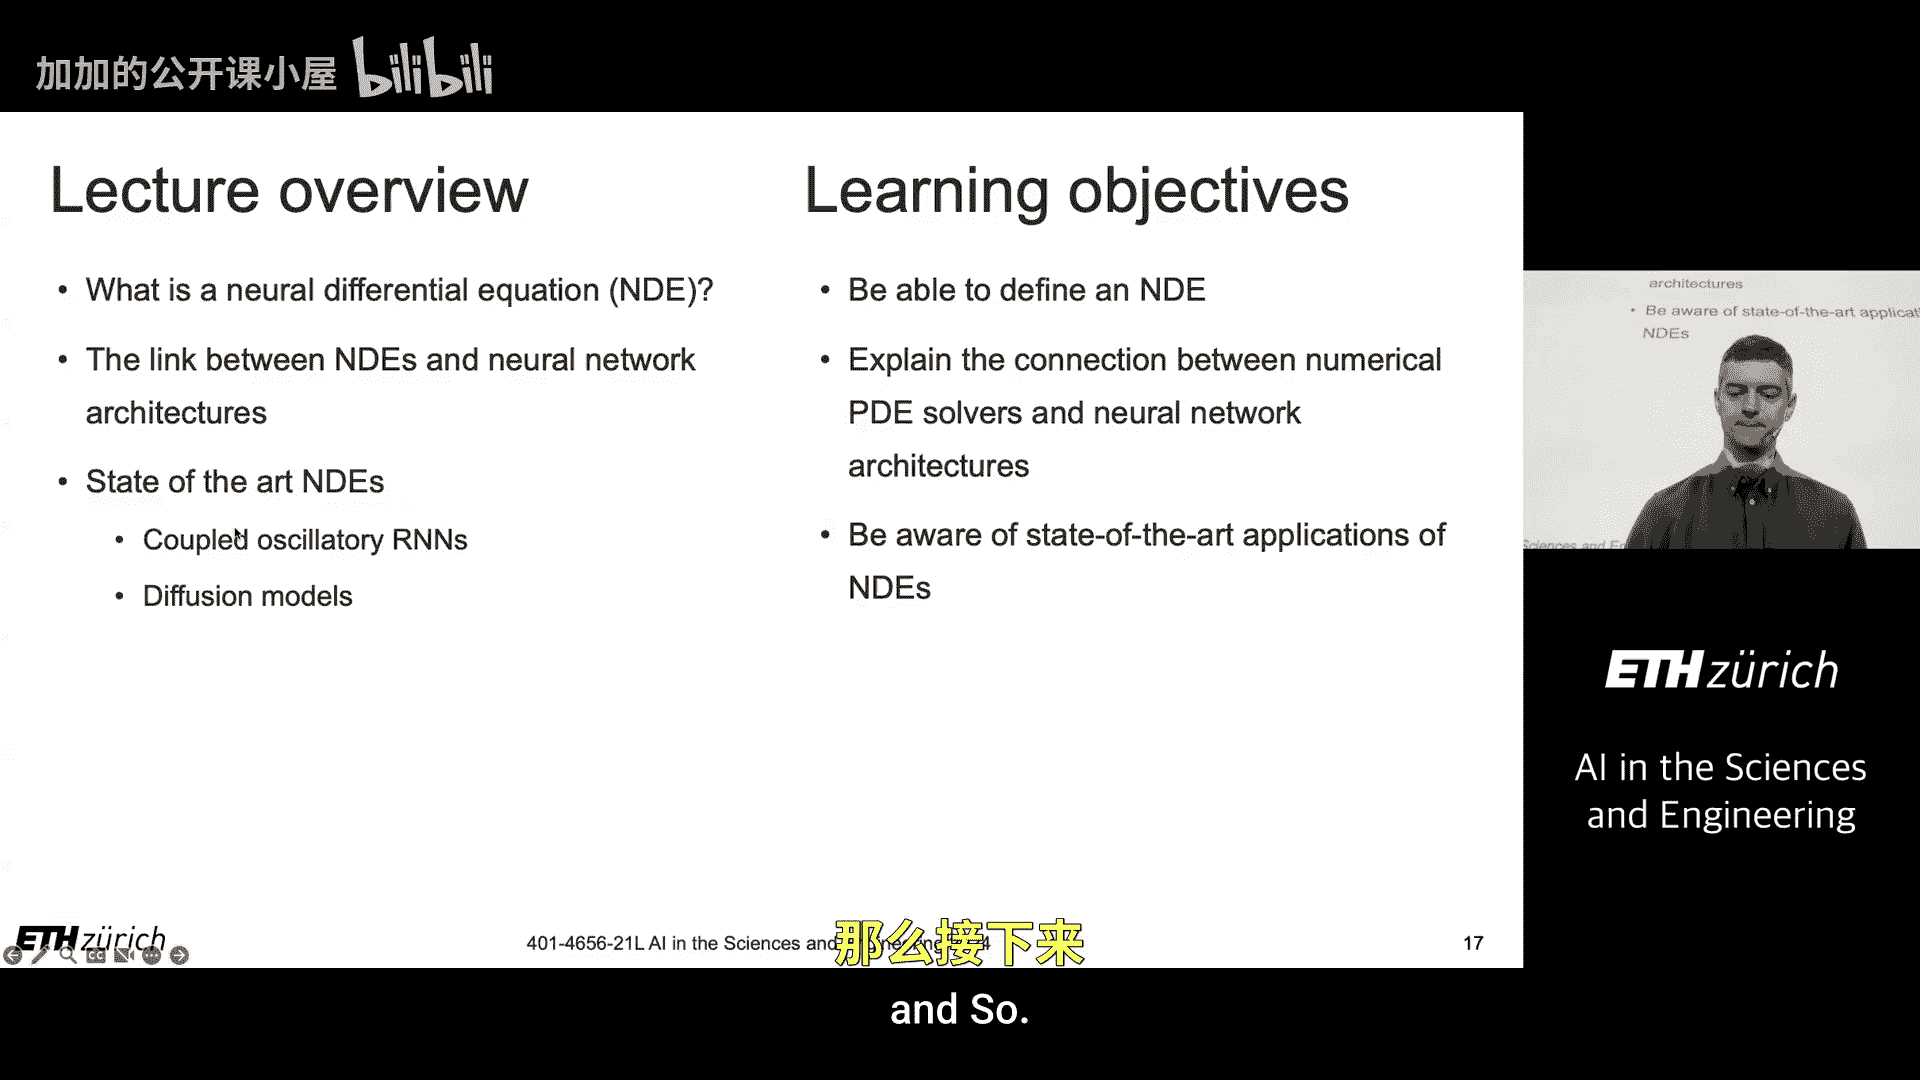 加加的公开课小屋 bilibili
Lecture overview
• What is a neural differential equation (NDE)?
• The link between NDEs and neural network
architectures
• State of the art NDEs
• Coupled oscillatory RNNs
• Diffusion models
Learning objectives
• Be able to define an NDE
• Explain the connection between numerical
PDE solvers and neural network
architectures
• Be aware of state-of-the-art applications of
NDEs
architectures
• Be aware of state-of-the-art applicat
NDEs
Sciences and En
ETH zürich
AI in the Sciences
and Engineering
ETH zürich
CC
401-4656-21L AI in the Sciences and
17
那么接下来
and So.